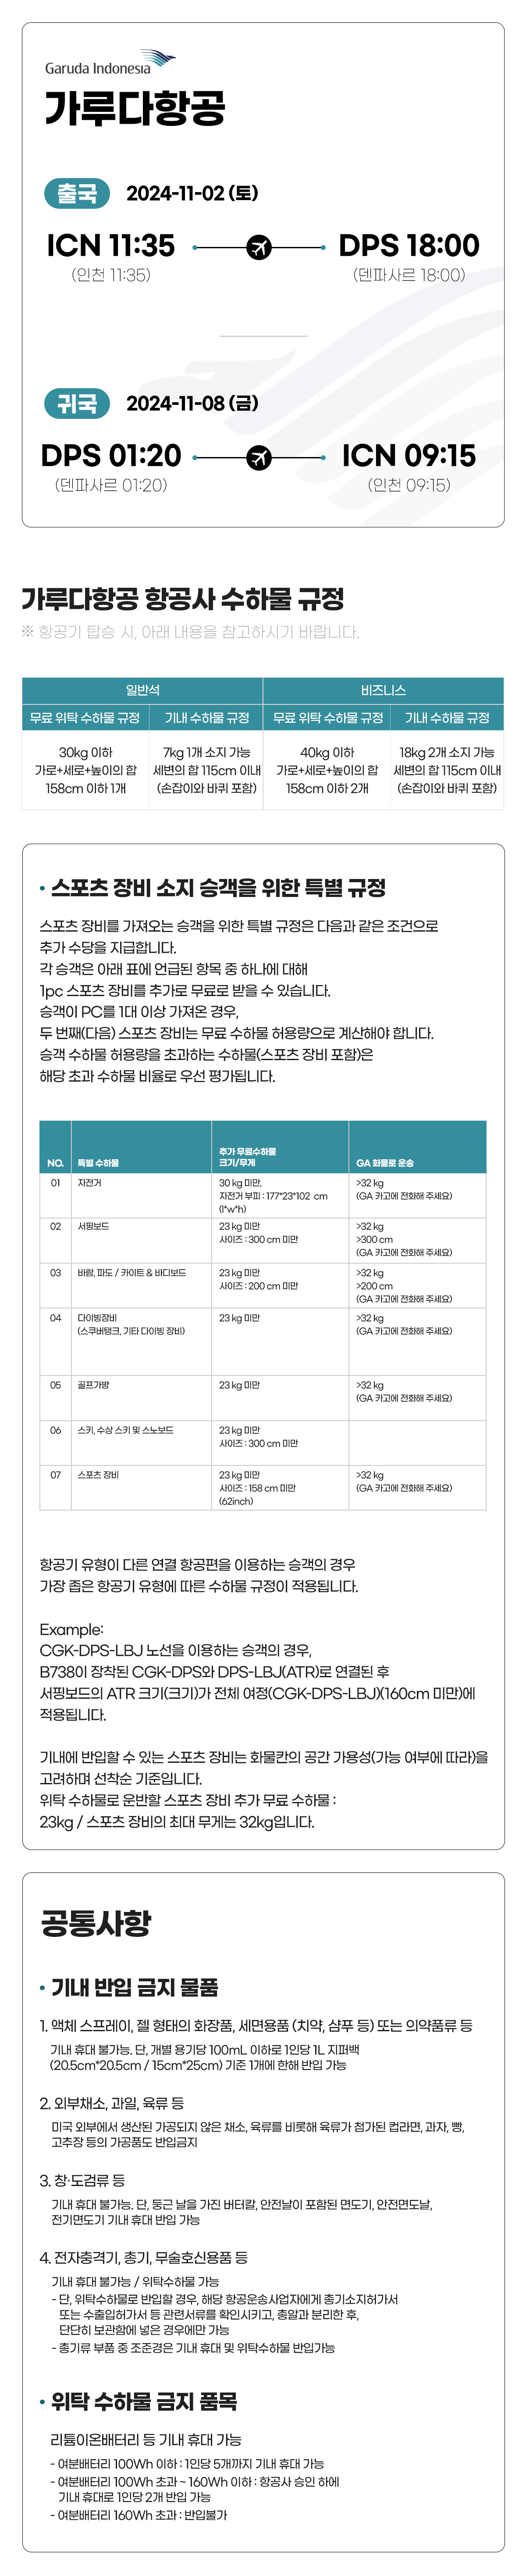 Garuda Indonesia
가루다항공
출국 2024-11-02 (토)
ICN 11:35 DPS 18:00
(인천 11:35) (덴파사르 18:00)
귀국 2024-11-08 (금)
DPS 01:20 ICN 09:15
(덴파사르 01:20) (인천 09:15)
가루다항공 항공사 수하물 규정
※ 항공기 탑승 시, 아래 내용을 참고하시기 바랍니다.
일반석 비즈니스
무료 위탁 수하물 규정 기내 수하물 규정 무료 위탁 수하물 규정 기내 수하물 규정
30kg 이하 7kg 1개 소지 가능 40kg 이하 18kg 2개 소지 가능
가로+세로+높이의 합 세변의 합 115cm 이내 가로+세로+높이의 합 세변의 합 115cm 이내
158cm 이하 1개 (손잡이와 바퀴 포함) 158cm 이하 2개 (손잡이와 바퀴 포함)
• 스포츠 장비 소지 승객을 위한 특별 규정
스포츠 장비를 가져오는 승객을 위한 특별 규정은 다음과 같은 조건으로
추가 수당을 지급합니다.
각 승객은 아래 표에 언급된 항목 중 하나에 대해
1pc 스포츠 장비를 추가로 무료로 받을 수 있습니다.
승객이 PC를 1대 이상 가져온 경우,
두 번째(다음) 스포츠 장비는 무료 수하물 허용량으로 계산해야 합니다.
승객 수하물 허용량을 초과하는 수하물(스포츠 장비 포함)은
해당 초과 수하물 비율로 우선 평가됩니다.
추가 무료수하물
NO. 특별 수하물 크기/무게 GA 화물로 운송
01 자전거 30 kg 미만, >32 kg
자전거 부피 : 177*23*102 cm (GA 카고에 전화해 주세요)
(l*w*h)
02 서핑보드 23 kg 미만 >32 kg
사이즈 : 300 cm 미만 >300 cm
(GA 카고에 전화해 주세요)
03 바람, 파도 / 카이트 & 바디보드 23 kg 미만 >32 kg
사이즈 : 200 cm 미만 >200 cm
(GA 카고에 전화해 주세요)
04 다이빙장비 23 kg 미만 >32 kg
(스쿠버탱크, 기타 다이빙 장비) (GA 카고에 전화해 주세요)
05 골프가방 23 kg 미만 >32 kg
(GA 카고에 전화해 주세요)
06 스키, 수상 스키 및 스노보드 23 kg 미만
사이즈 : 300 cm 미만
07 스포츠 장비 23 kg 미만 >32 kg
사이즈 : 158 cm 미만 (GA 카고에 전화해 주세요)
(62inch)
항공기 유형이 다른 연결 항공편을 이용하는 승객의 경우
가장 좁은 항공기 유형에 따른 수하물 규정이 적용됩니다.
Example:
CGK-DPS-LBJ 노선을 이용하는 승객의 경우,
B738이 장착된 CGK-DPS와 DPS-LBJ(ATR)로 연결된 후
서핑보드의 ATR 크기(크기)가 전체 여정(CGK-DPS-LBJ)(160cm 미만)에
적용됩니다.
기내에 반입할 수 있는 스포츠 장비는 화물칸의 공간 가용성(가능 여부에 따라)을
고려하며 선착순 기준입니다.
위탁 수하물로 운반할 스포츠 장비 추가 무료 수하물 :
23kg / 스포츠 장비의 최대 무게는 32kg입니다.
공통사항
• 기내 반입 금지 물품
1. 액체 스프레이, 젤 형태의 화장품, 세면용품 (치약, 샴푸 등) 또는 의약품류 등
기내 휴대 불가능. 단, 개별 용기당 100mL 이하로 1인당 1L 지퍼백
(20.5cm*20.5cm / 15cm*25cm) 기준 1개에 한해 반입 가능
2. 외부채소, 과일, 육류 등
미국 외부에서 생산된 가공되지 않은 채소, 육류를 비롯해 육류가 첨가된 컵라면, 과자, 빵,
고추장 등의 가공품도 반입금지
3. 창·도검류 등
기내 휴대 불가능. 단, 둥근 날을 가진 버터칼, 안전날이 포함된 면도기, 안전면도날,
전기면도기 기내 휴대 반입 가능
4. 전자충격기, 총기, 무술호신용품 등
기내 휴대 불가능 / 위탁수하물 가능
- 단, 위탁수하물로 반입할 경우, 해당 항공운송사업자에게 총기소지허가서
또는 수출입허가서 등 관련서류를 확인시키고, 총알과 분리한 후,
단단히 보관함에 넣은 경우에만 가능
- 총기류 부품 중 조준경은 기내 휴대 및 위탁수하물 반입가능
• 위탁 수하물 금지 품목
리튬이온배터리 등 기내 휴대 가능
- 여분배터리 100Wh 이하 : 1인당 5개까지 기내 휴대 가능
- 여분배터리 100Wh 초과 ~ 160Wh 이하 : 항공사 승인 하에
기내 휴대로 1인당 2개 반입 가능
- 여분배터리 160Wh 초과 : 반입불가